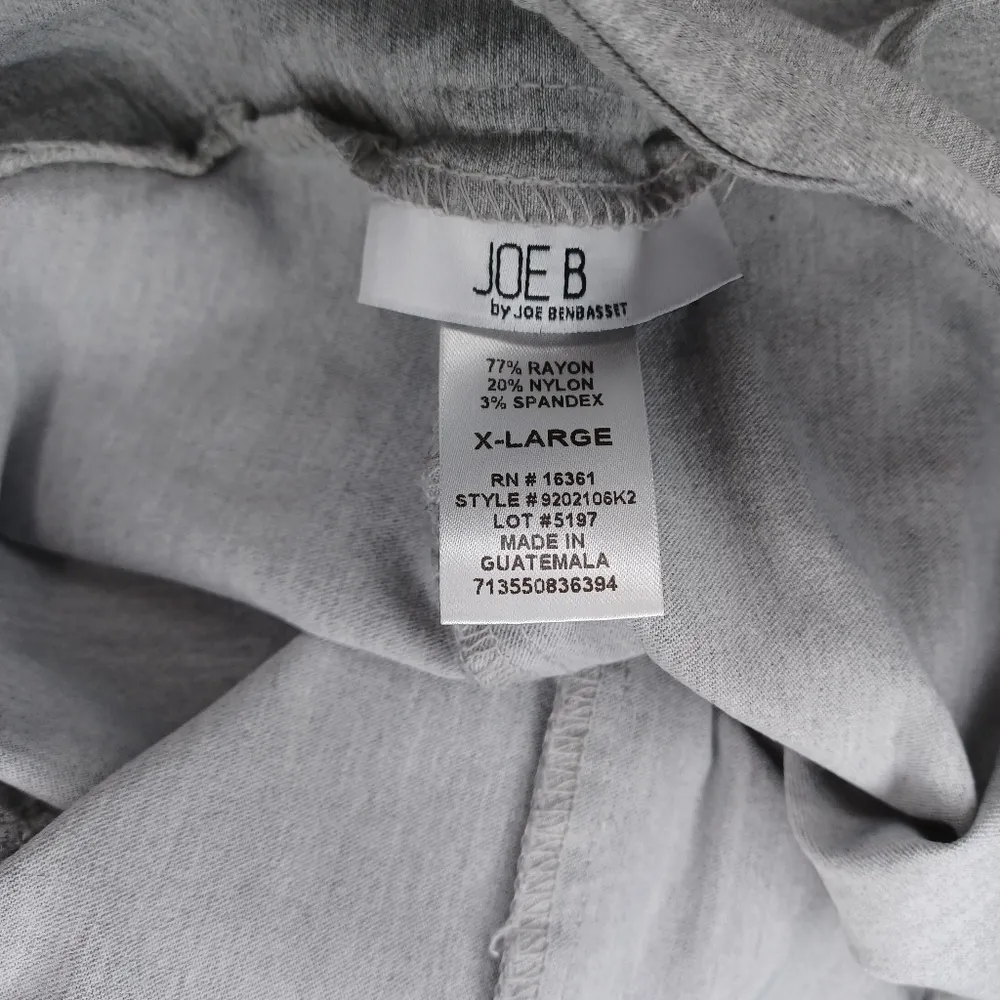 JOE B
by JOE BENBASSET
77% RAYON
20% NYLON
3% SPANDEX
X-LARGE
RN # 16361
STYLE # 9202106K2
LOT #5197
MADE IN
GUATEMALA
713550836394